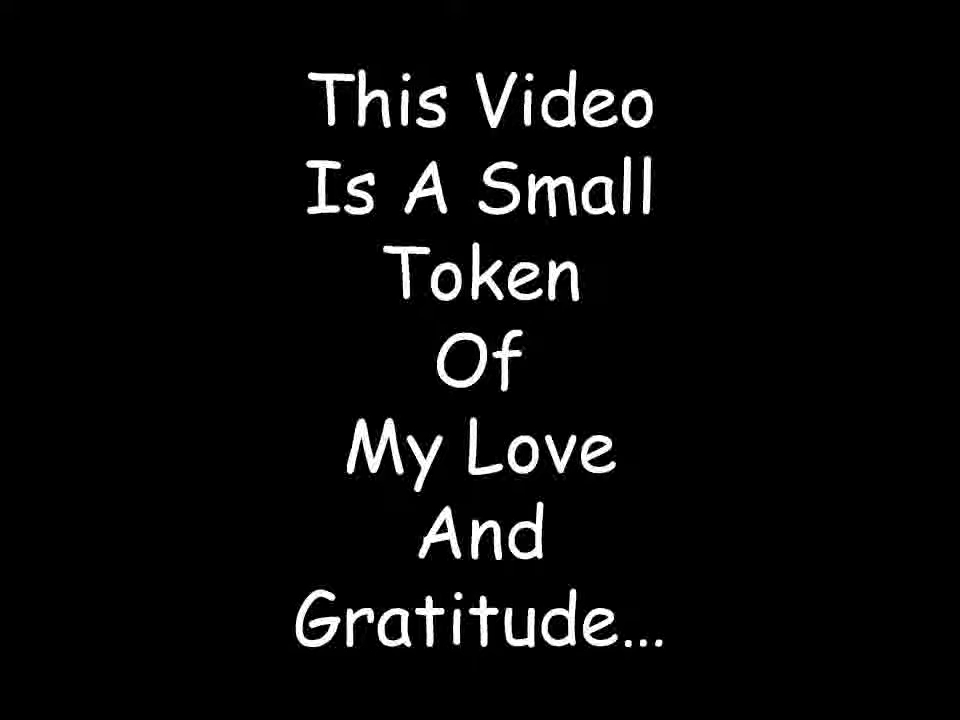 This Video
Is A Small
Token
Of
My Love
And
Gratitude...